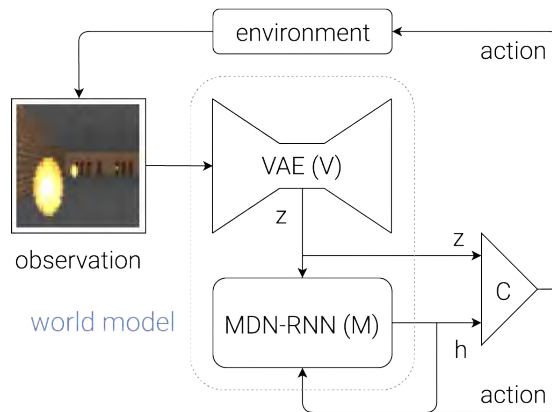 environment
action
VAE (V)
observation
z
z
C
world model
MDN-RNN (M)
h
action